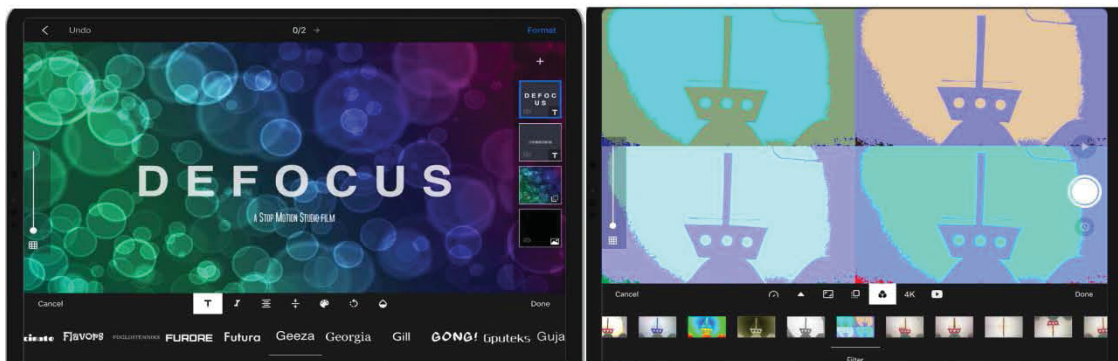 Undo 0/2 → Format
DEFOC
US
T
T
DEFOCUS
A STOP MOTION STUDIO FILM
Cancel T Done
Flavors FURORE Futura Geeza Georgia Gill GONG! Gputeks Guja
Cancel 4K Done
Filter